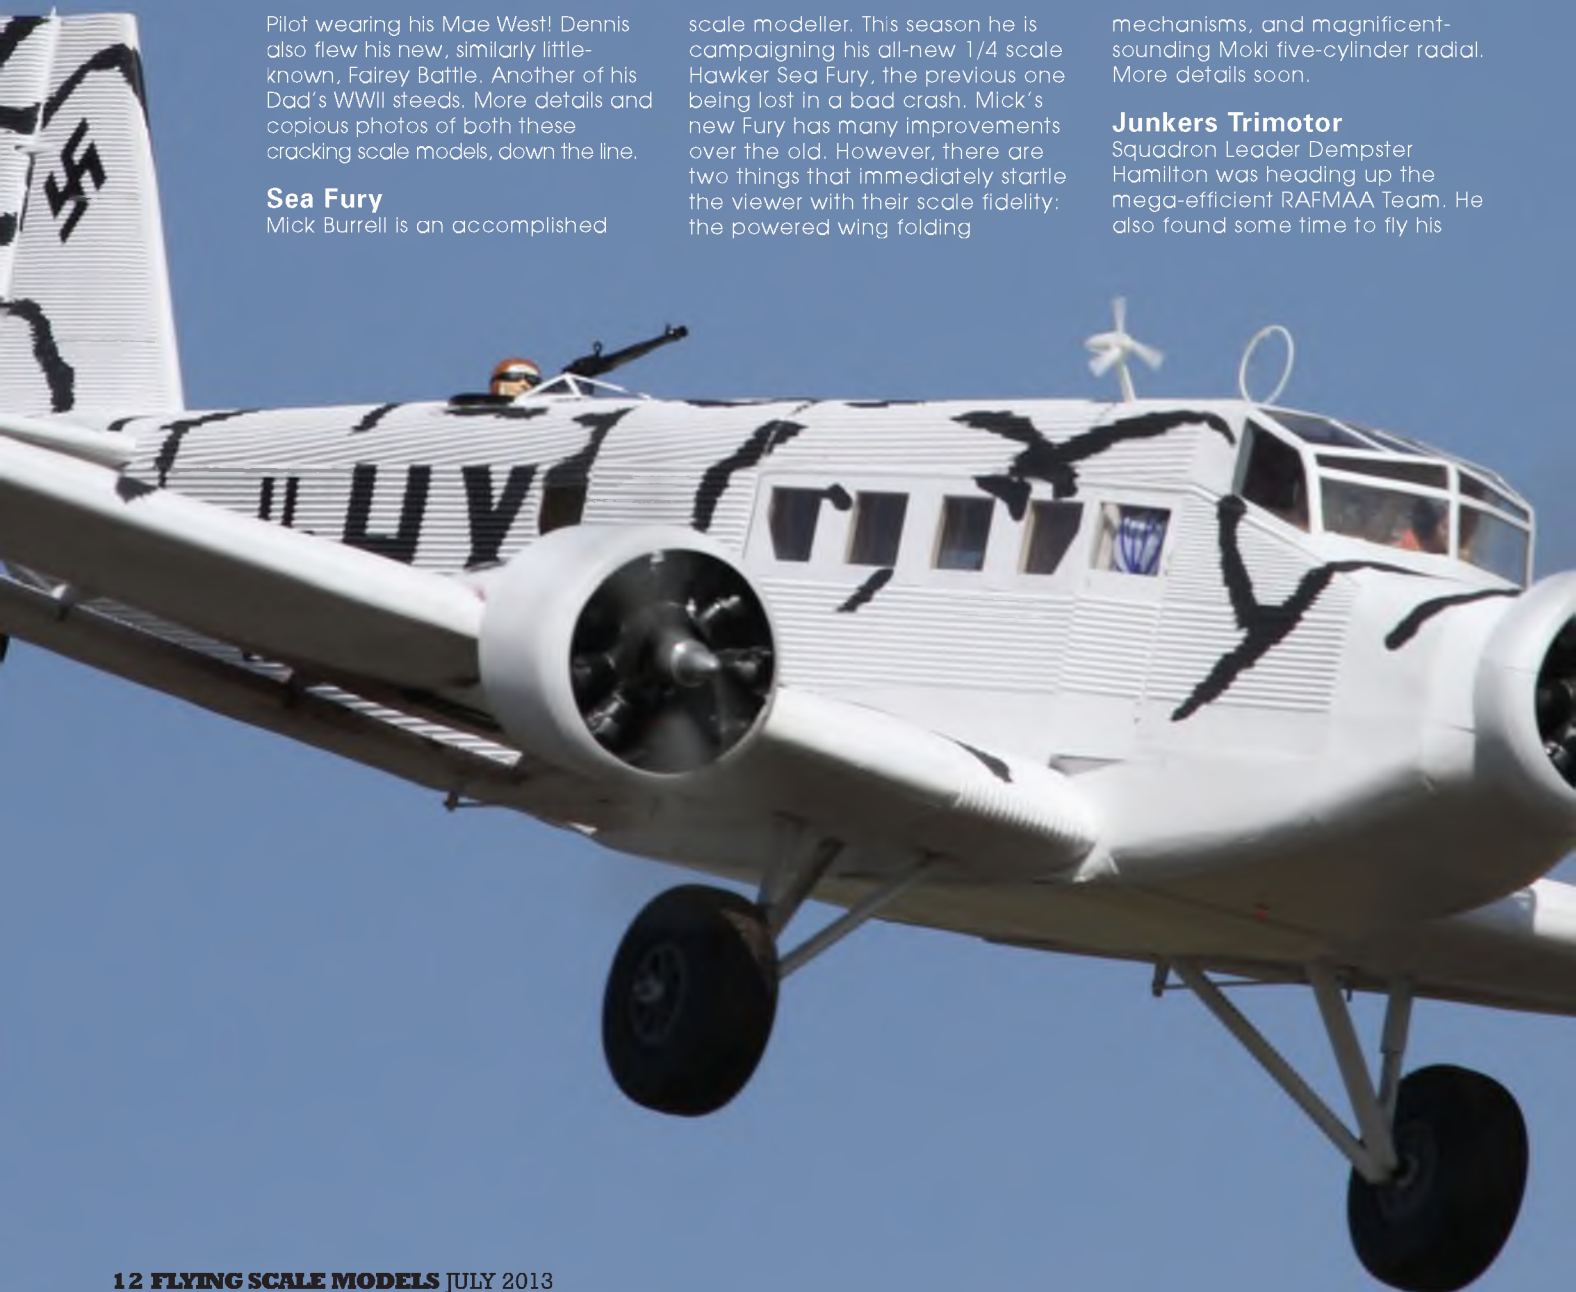 Pilot wearing his Mae West! Dennis
also flew his new, similarly little-
known, Fairey Battle. Another of his
Dad's WWII steeds. More details and
copious photos of both these
cracking scale models, down the line.
Sea Fury
Mick Burrell is an accomplished
scale modeller. This season he is
campaigning his all-new 1/4 scale
Hawker Sea Fury, the previous one
being lost in a bad crash. Mick's
new Fury has many improvements
over the old. However, there are
two things that immediately startle
the viewer with their scale fidelity:
the powered wing folding
mechanisms, and magnificent-
sounding Moki five-cylinder radial.
More details soon.
Junkers Trimotor
Squadron Leader Dempster
Hamilton was heading up the
mega-efficient RAFMAA Team. He
also found some time to fly his
12 FLYING SCALE MODELS JULY 2013